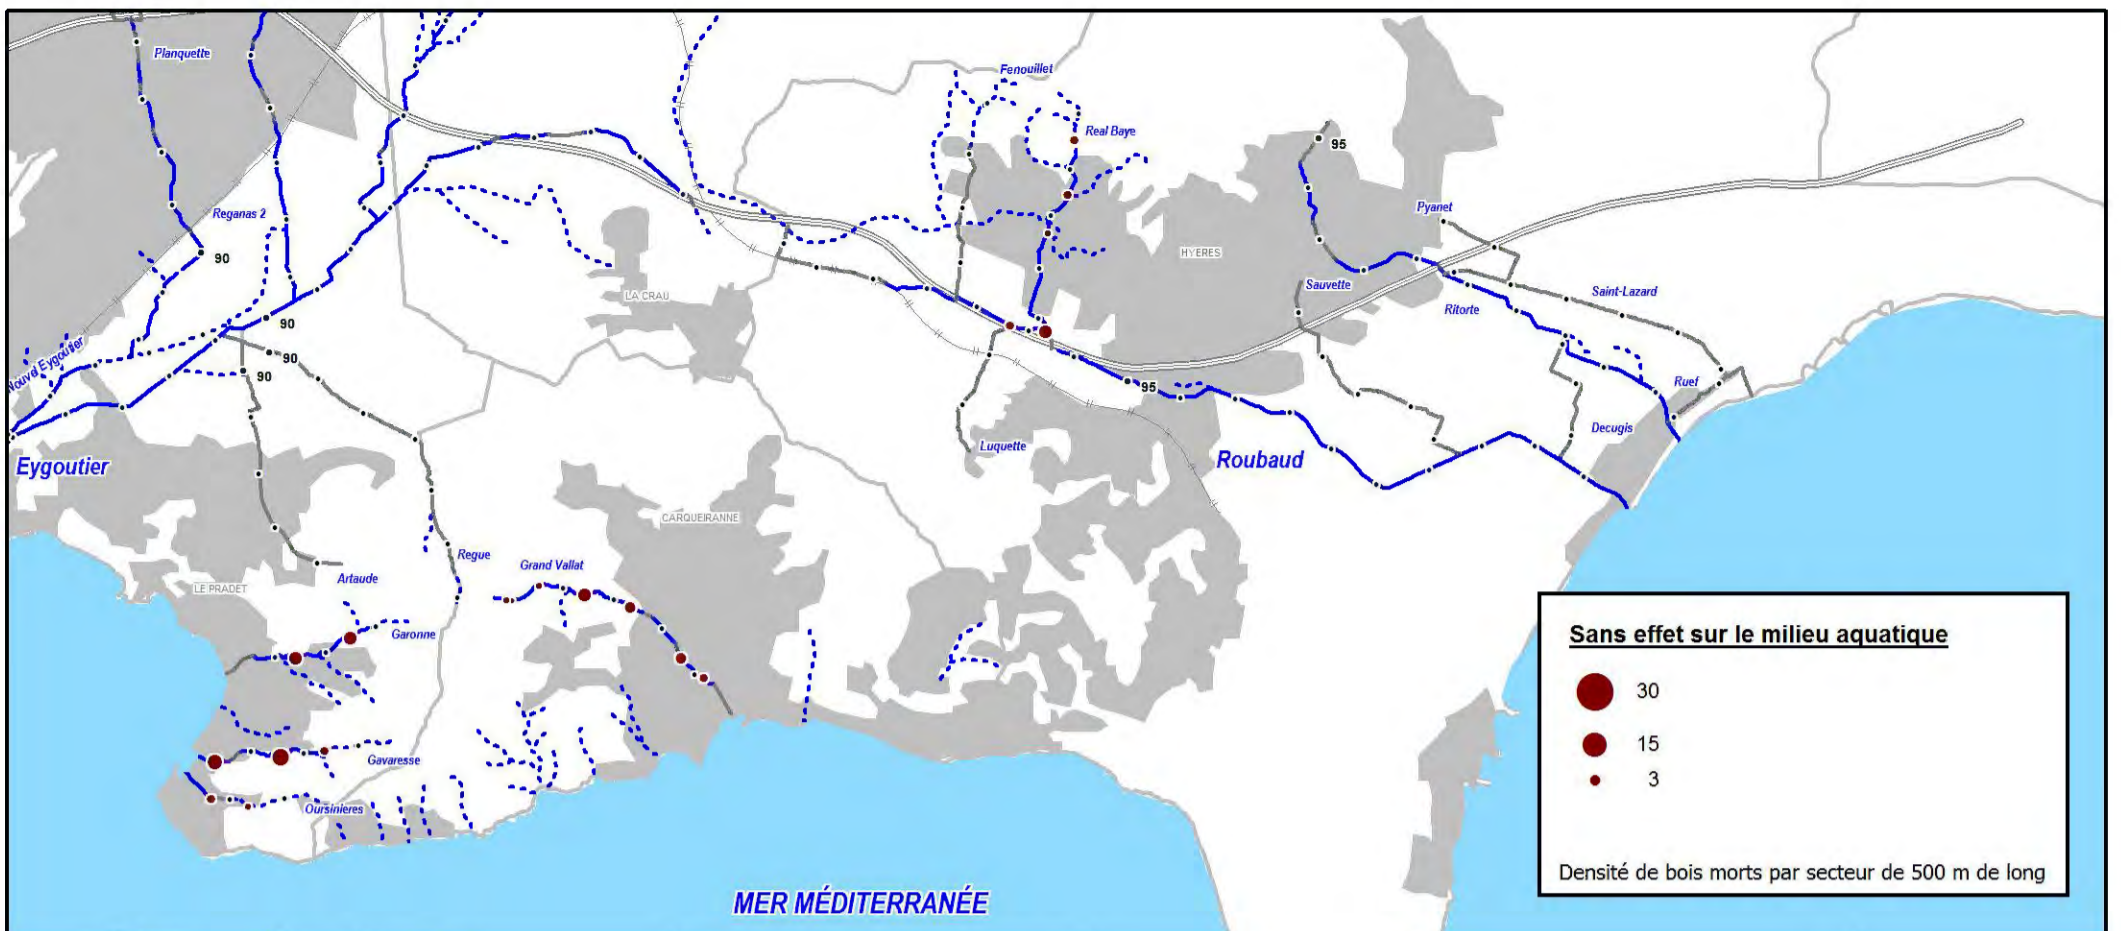 Planquette
Fenouillet
Real Baye
95
Pyanet
Reganas 2
90
HYERES
LA CRAU
Sauvette
Saint-Lazard
Ritorte
90
Nouvel Eygoutier
90
90
95
Ruef
Decugis
Luquette
Eygoutier
Roubaud
CARQUEIRANNE
Regue
Grand Vallat
Artaude
LE PRADET
Garonne
Gavaresse
Oursinieres
MER MÉDITERRANÉE
Sans effet sur le milieu aquatique
30
15
3
Densité de bois morts par secteur de 500 m de long